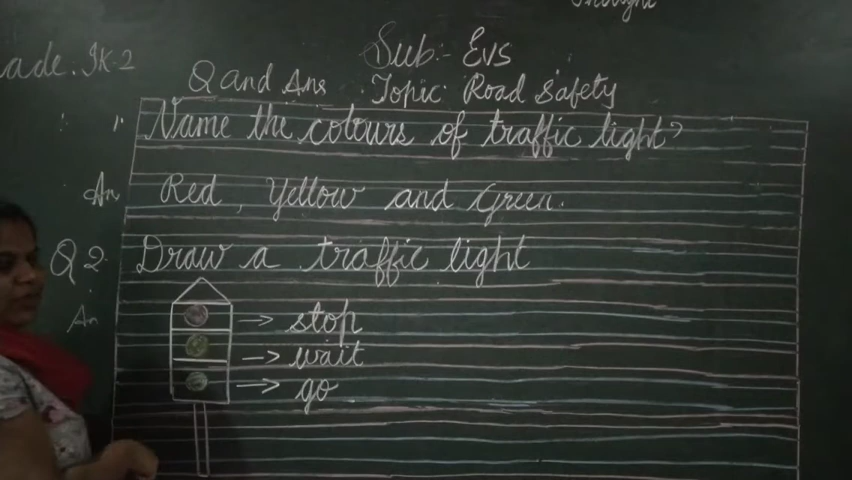 Thought
ade. Jk-2
Sub:- Evs
Q and Ans Topic: Road Safety
1. Name the colours of traffic light?
An Red, Yellow and Green.
Q 2. Draw a traffic light
An
→ stop
→ wait
→ go